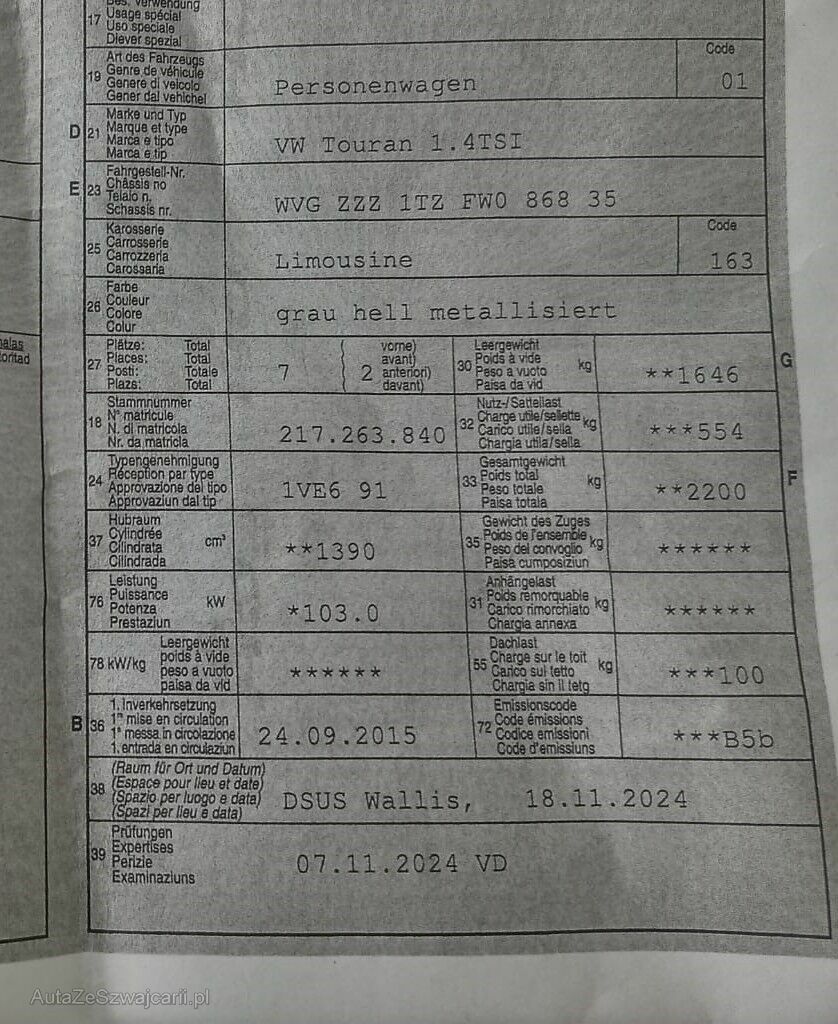 Bes. Verwendung
17 Usage spécial
Uso speciale
Diever spezial
Art des Fahrzeugs
19 Genre de véhicule
Genere di veicolo
Gener dal vehichel
Personenwagen
Code
01
Marke und Typ
D 21 Marque et type
Marca e tipo
Marca e tip
VW Touran 1.4TSI
Fahrgestell-Nr.
E 23 Châssis no
Telaio n.
Schassis nr.
WVG ZZZ 1TZ FW0 868 35
Karosserie
25 Carrosserie
Carrozzeria
Carossaria
Limousine
Code
163
Farbe
26 Couleur
Colore
Colur
grau hell metallisiert
Plätze: Total
27 Places: Total
Posti: Totale
Plazs: Total
7
( vorne)
avant)
2 anteriori)
( davant)
Leergewicht
30 Poids à vide kg
Peso a vuoto
Paisa da vid
**1646
G
Stammnummer
18 N° matricule
N. di matricola
Nr. da matricla
217.263.840
Nutz-/Sattellast
32 Charge utile/sellette kg
Carico utile/sella
Chargia utila/sella
***554
Typengenehmigung
24 Réception par type
Approvazione del tipo
Approvaziun dal tip
1VE6 91
Gesamtgewicht
33 Poids total kg
Peso totale
Paisa totala
**2200
F
Hubraum
37 Cylindrée cm³
Cilindrata
Cilindrada
**1390
Gewicht des Zuges
35 Poids de l'ensemble kg
Peso del convoglio
Paisa cumposiziun
******
Leistung
76 Puissance kW
Potenza
Prestaziun
*103.0
Anhängelast
31 Poids remorquable kg
Carico rimorchiato
Chargia annexa
******
Leergewicht
78 kW/kg poids à vide
peso a vuoto
paisa da vid
******
Dachlast
55 Charge sur le toit kg
Carico sul tetto
Chargia sin il tetg
***100
1. Inverkehrsetzung
B 36 1re mise en circulation
1a messa in circolazione
1. entrada en circulaziun
24.09.2015
Emissionscode
72 Code émissions
Codice emissioni
Code d'emissiuns
***B5b
(Raum für Ort und Datum)
38 (Espace pour lieu et date)
(Spazio per luogo e data)
(Spazi per lieu e data)
DSUS Wallis, 18.11.2024
Prüfungen
39 Expertises
Perizie
Examinaziuns
07.11.2024 VD
AutaZeSzwajcarii.pl